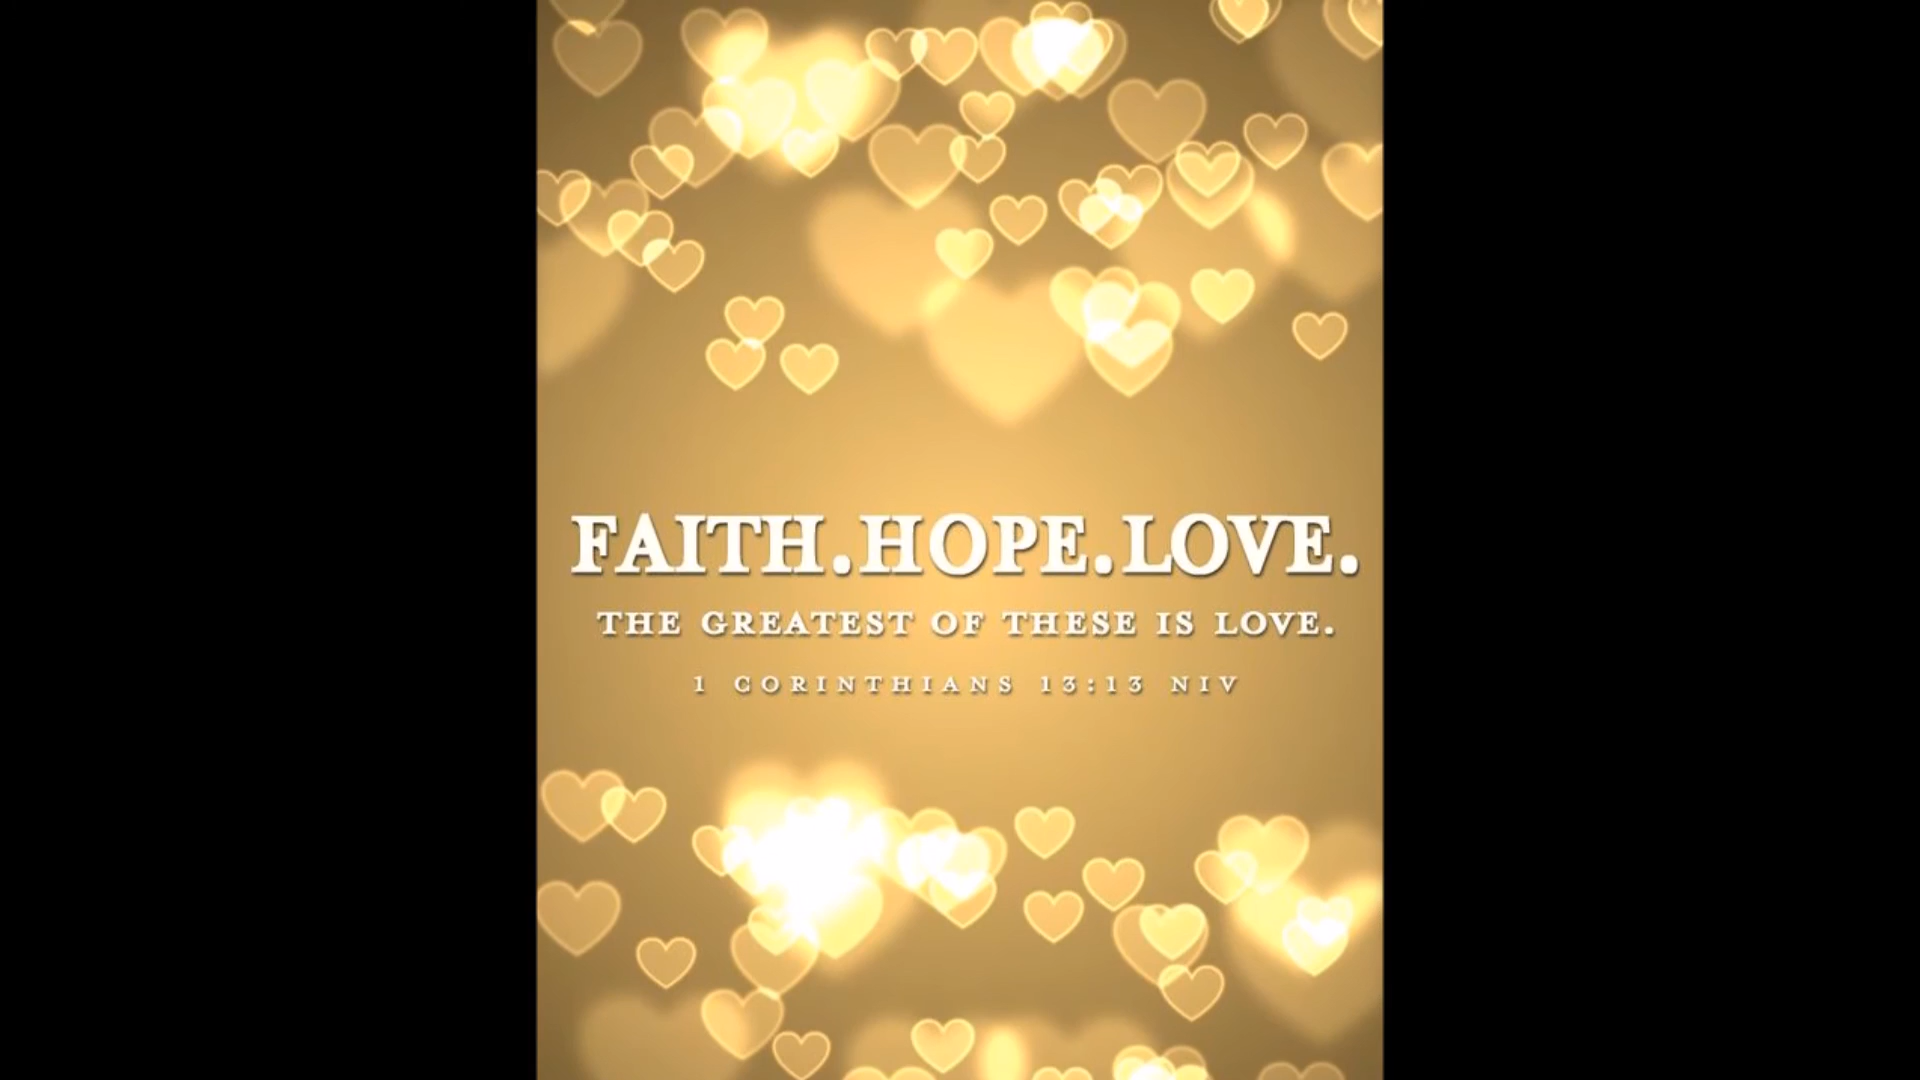 FAITH.HOPE.LOVE.
THE GREATEST OF THESE IS LOVE.
1 CORINTHIANS 13:13 NIV